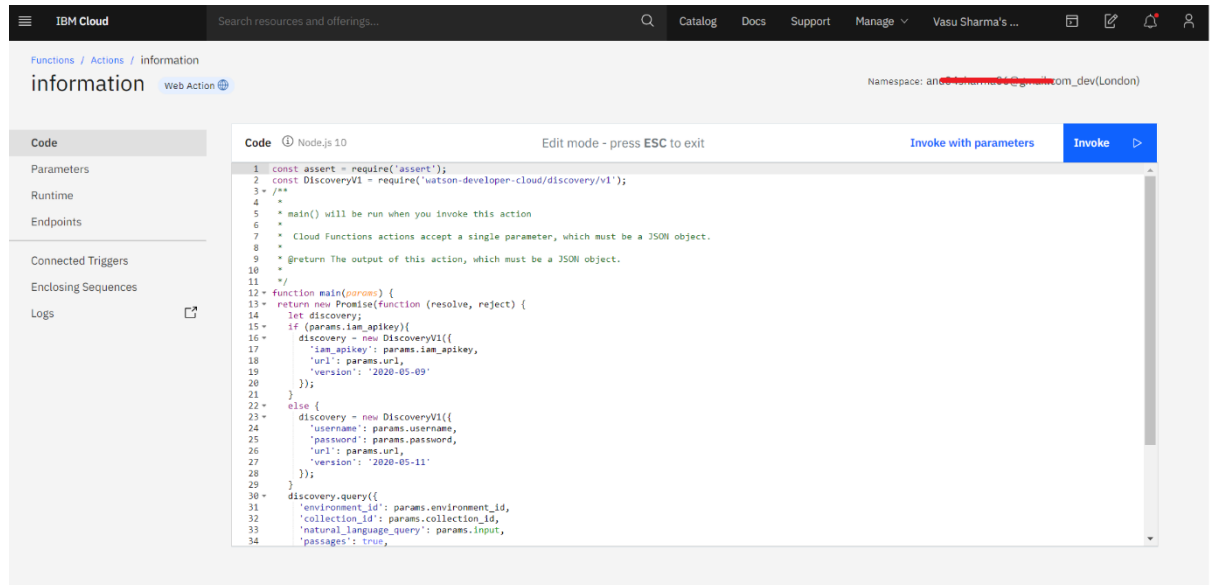 IBM Cloud Search resources and offerings... Catalog Docs Support Manage Vasu Sharma's ...
Functions / Actions / information
information Web Action
Namespace: com_dev(London)
Code
Parameters
Runtime
Endpoints
Connected Triggers
Enclosing Sequences
Logs
Code Node.js 10 Edit mode - press ESC to exit Invoke with parameters Invoke
1 const assert = require('assert');
2 const DiscoveryV1 = require('watson-developer-cloud/discovery/v1');
3 /**
4 *
5 * main() will be run when you invoke this action
6 *
7 * Cloud Functions actions accept a single parameter, which must be a JSON object.
8 *
9 * @return The output of this action, which must be a JSON object.
10 *
11 */
12 function main(params) {
13 return new Promise(function (resolve, reject) {
14 let discovery;
15 if (params.iam_apikey){
16 discovery = new DiscoveryV1({
17 'iam_apikey': params.iam_apikey,
18 'url': params.url,
19 'version': '2020-05-09'
20 });
21 }
22 else {
23 discovery = new DiscoveryV1({
24 'username': params.username,
25 'password': params.password,
26 'url': params.url,
27 'version': '2020-05-11'
28 });
29 }
30 discovery.query({
31 'environment_id': params.environment_id,
32 'collection_id': params.collection_id,
33 'natural_language_query': params.input,
34 'passages': true,